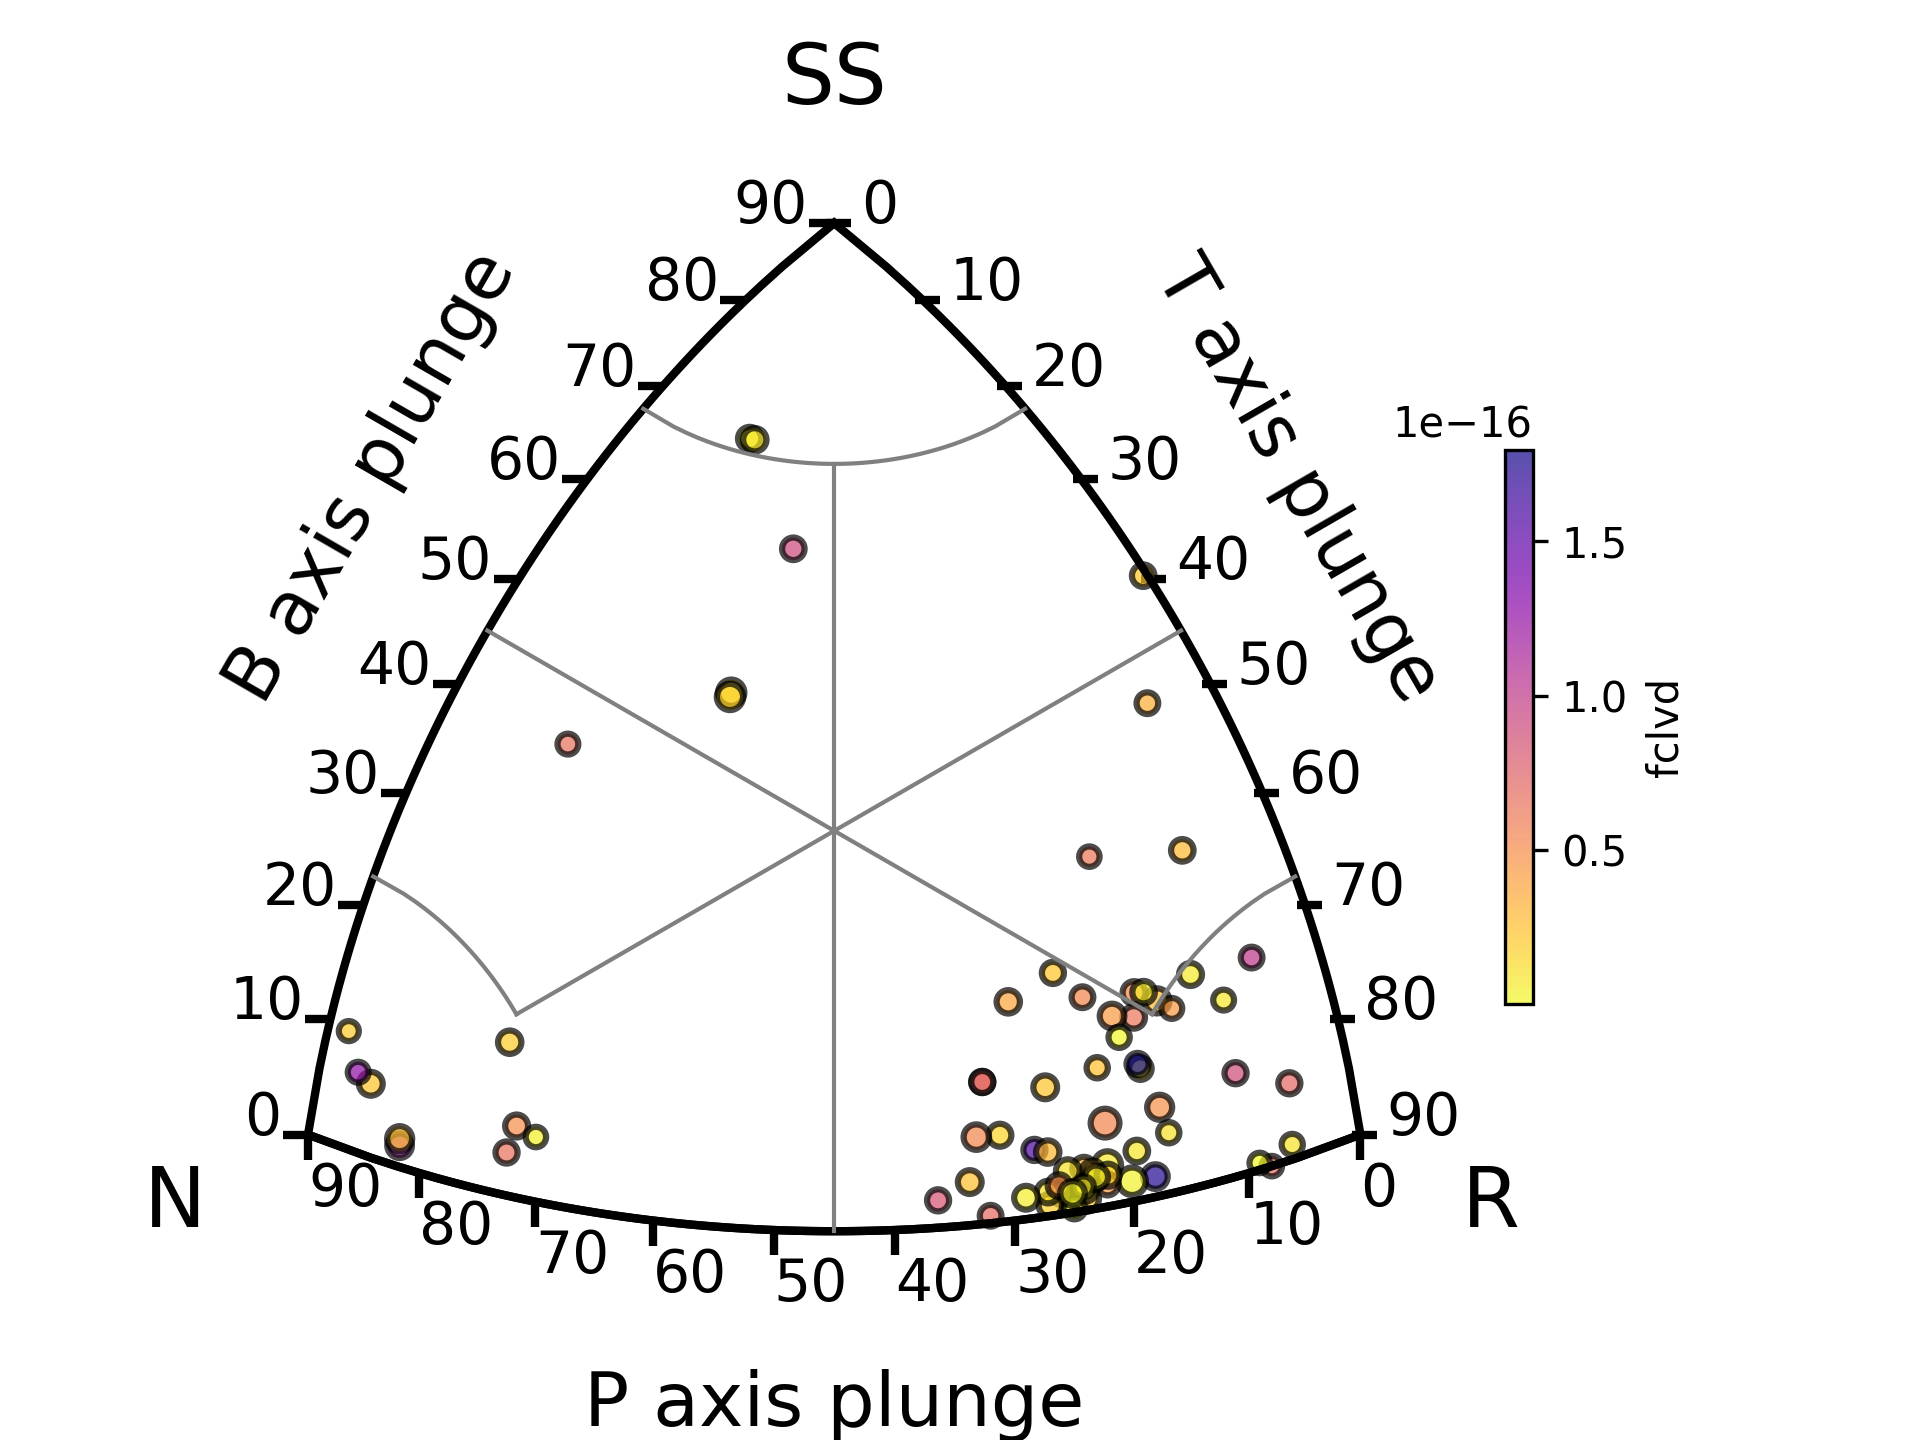 SS
90 0
80 10
70 20
60 30
50 40
40 50
30 60
20 70
10 80
0 90
B axis plunge
T axis plunge
1e−16
1.5
1.0
0.5
fclvd
N
R
90 80 70 60 50 40 30 20 10 0
P axis plunge